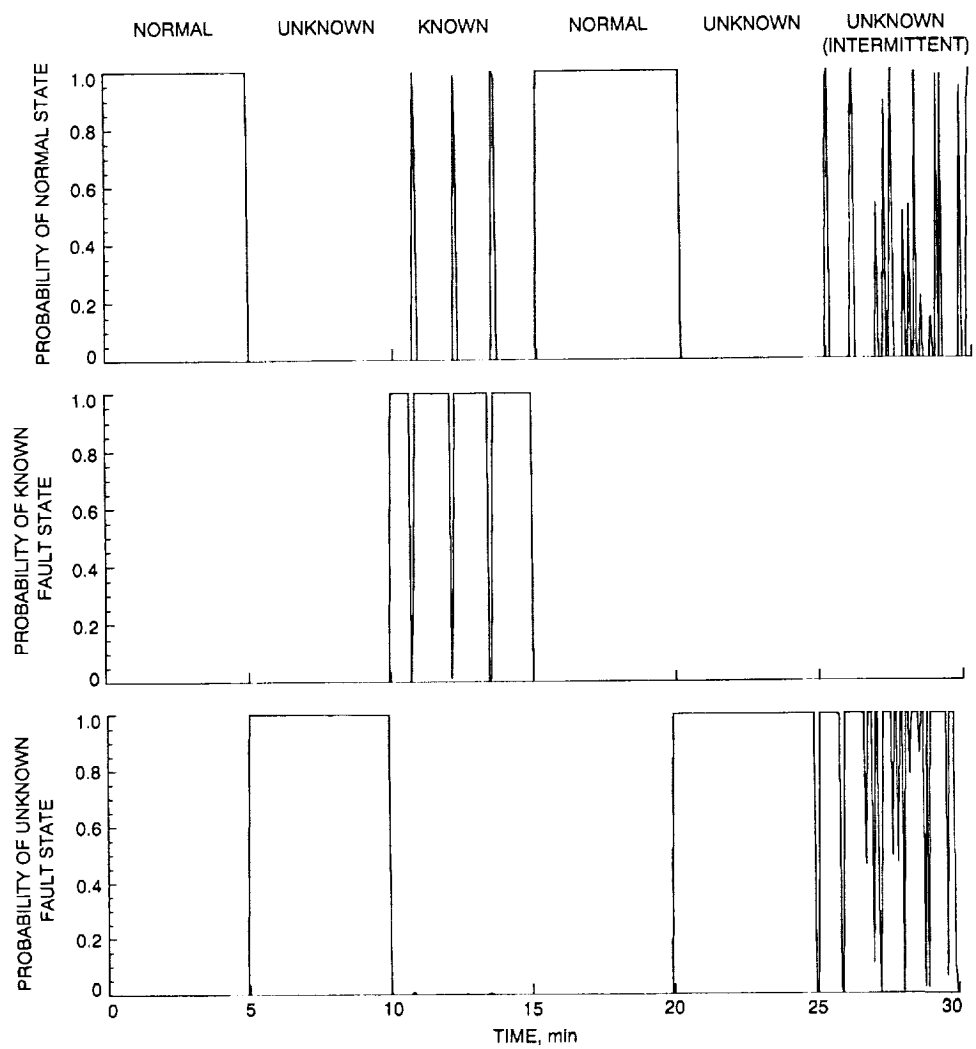 NORMAL UNKNOWN KNOWN NORMAL UNKNOWN UNKNOWN
(INTERMITTENT)
PROBABILITY OF NORMAL STATE
1.0
0.8
0.6
0.4
0.2
0
PROBABILITY OF KNOWN
FAULT STATE
1.0
0.8
0.6
0.4
0.2
0
PROBABILITY OF UNKNOWN
FAULT STATE
1.0
0.8
0.6
0.4
0.2
0
0 5 10 15 20 25 30
TIME, min